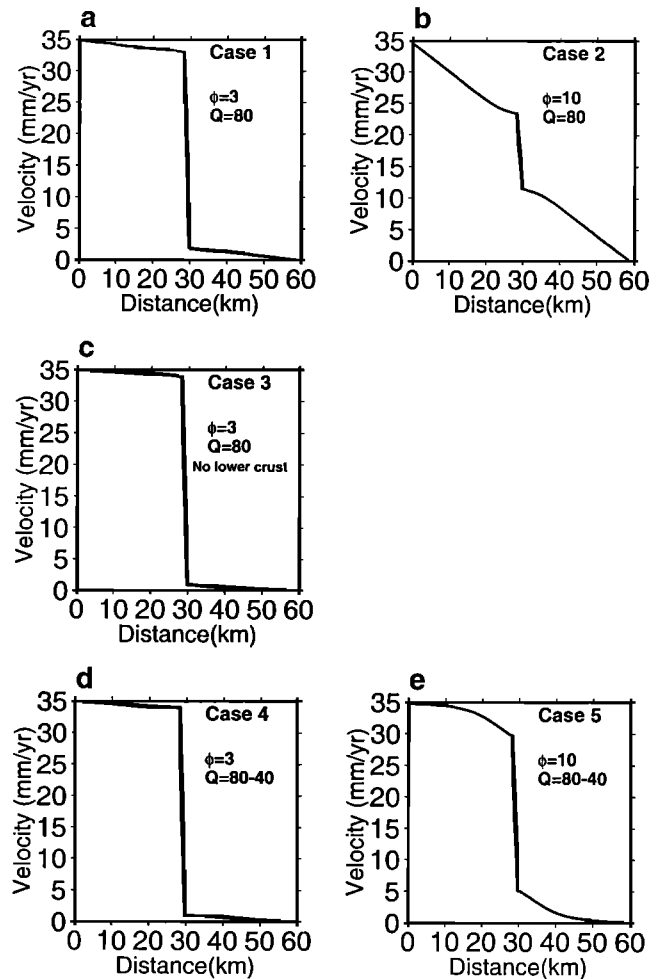 a
Case 1
φ=3
Q=80
Velocity (mm/yr)
35
30
25
20
15
10
5
0
0 10 20 30 40 50 60
Distance(km)
b
Case 2
φ=10
Q=80
Velocity (mm/yr)
35
30
25
20
15
10
5
0
0 10 20 30 40 50 60
Distance(km)
c
Case 3
φ=3
Q=80
No lower crust
Velocity (mm/yr)
35
30
25
20
15
10
5
0
0 10 20 30 40 50 60
Distance(km)
d
Case 4
φ=3
Q=80-40
Velocity (mm/yr)
35
30
25
20
15
10
5
0
0 10 20 30 40 50 60
Distance(km)
e
Case 5
φ=10
Q=80-40
Velocity (mm/yr)
35
30
25
20
15
10
5
0
0 10 20 30 40 50 60
Distance(km)